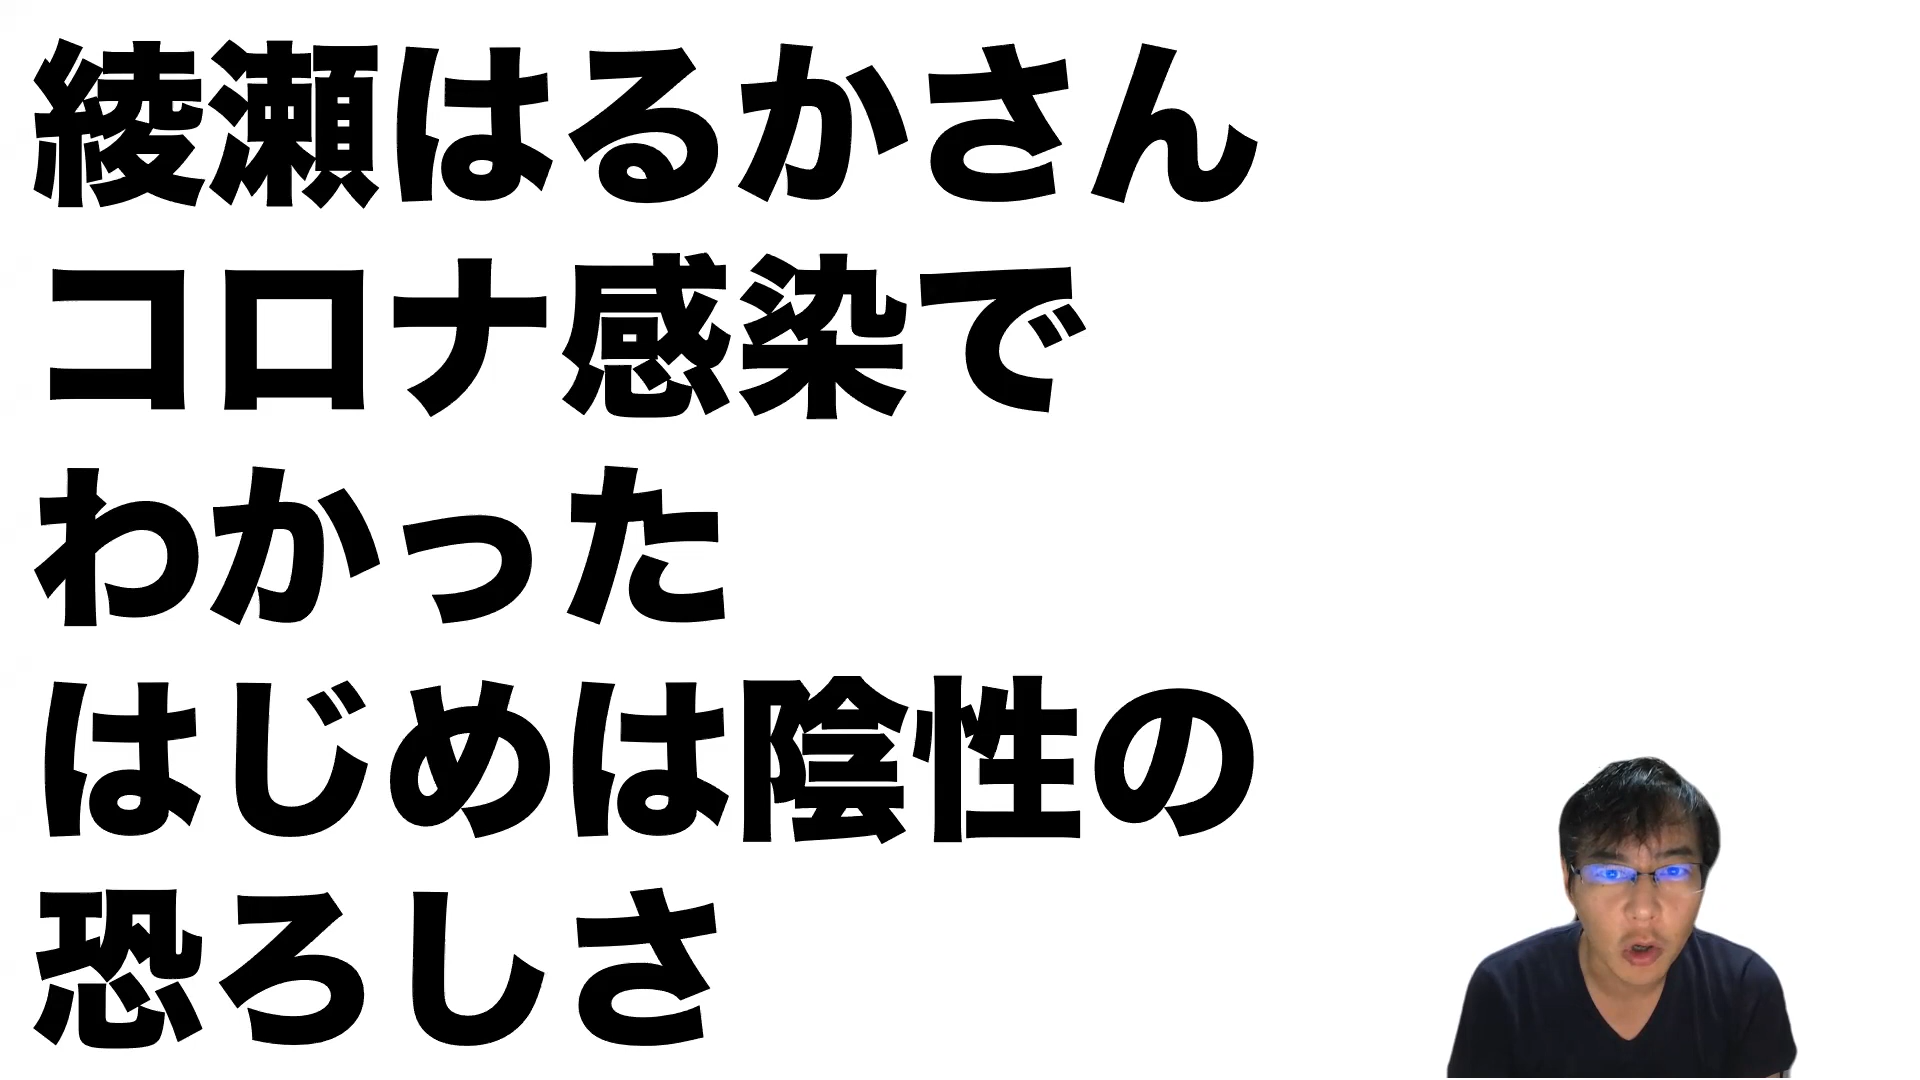 綾瀬はるかさん
コロナ感染で
わかった
はじめは陰性の
恐ろしさ